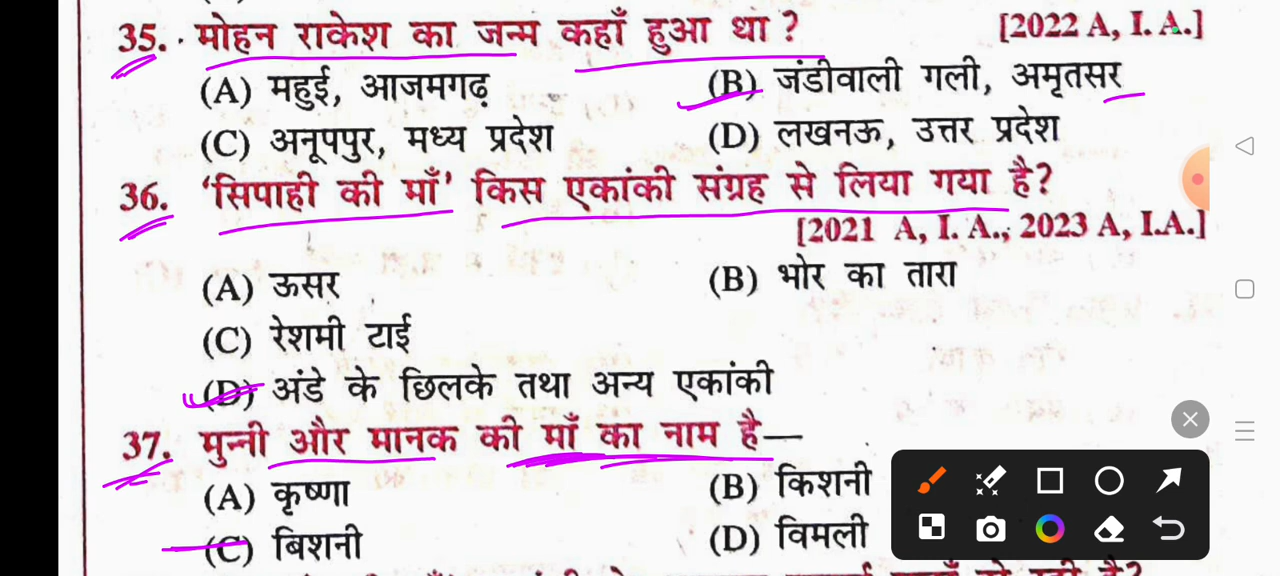 35. मोहन राकेश का जन्म कहाँ हुआ था ? [2022 A, I. A.]
(A) महुई, आजमगढ़ (B) जंडीवाली गली, अमृतसर
(C) अनूपपुर, मध्य प्रदेश (D) लखनऊ, उत्तर प्रदेश
36. 'सिपाही की माँ' किस एकांकी संग्रह से लिया गया है?
[2021 A, I. A., 2023 A, I.A.]
(A) ऊसर (B) भोर का तारा
(C) रेशमी टाई
(D) अंडे के छिलके तथा अन्य एकांकी
37. मुन्नी और मानक की माँ का नाम है—
(A) कृष्णा (B) किशनी
(C) बिशनी (D) विमली